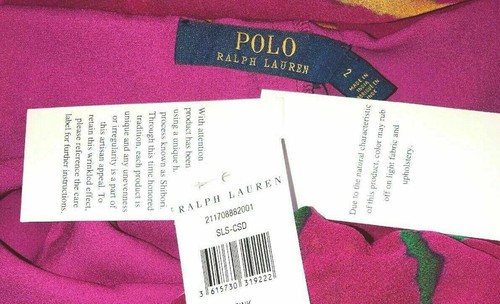 POLO
RALPH LAUREN
2
MADE IN
With attention
product has been
using a unique h
process known as Shibori.
Through this time honored
tradition, each product is
unique and any unevenness
or irregularity is a part of
this artisan appeal. To
retain this wrinkled effect,
please reference the care
label for further instructions.
RALPH LAUREN
211708882001
SLS-CSD
3 615730 319222
Due to the natural characteristic
of this product, color may rub
off on light fabric and
upholstery.